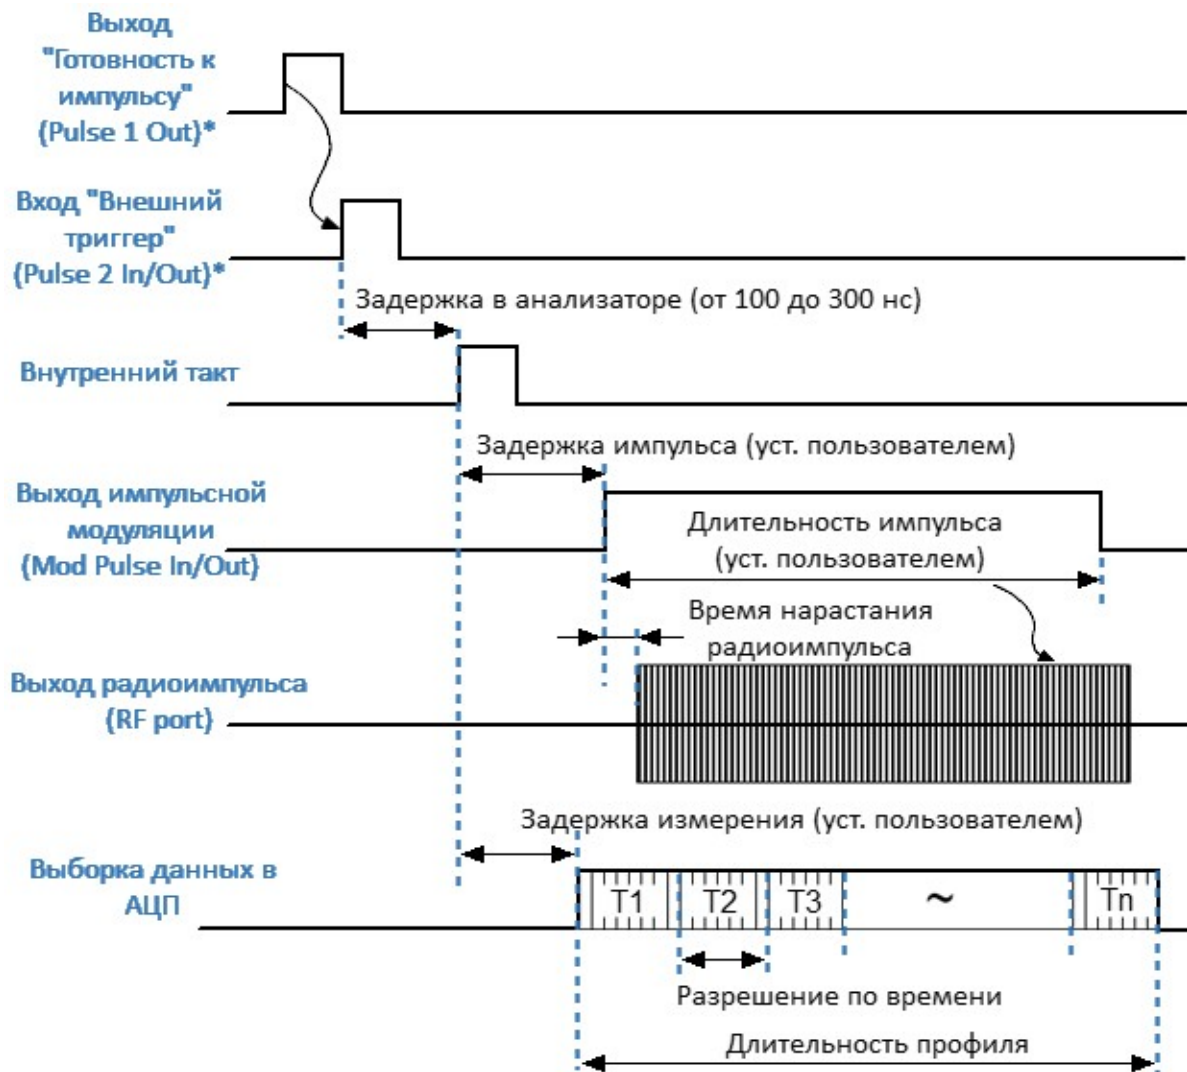 Выход
"Готовность к
импульсу"
(Pulse 1 Out)*
Вход "Внешний
триггер"
(Pulse 2 In/Out)*
Задержка в анализаторе (от 100 до 300 нс)
Внутренний такт
Задержка импульса (уст. пользователем)
Выход импульсной
модуляции
(Mod Pulse In/Out)
Длительность импульса
(уст. пользователем)
Время нарастания
радиоимпульса
Выход радиоимпульса
(RF port)
Задержка измерения (уст. пользователем)
Выборка данных в
АЦП
T1 T2 T3 ~ Tn
Разрешение по времени
Длительность профиля